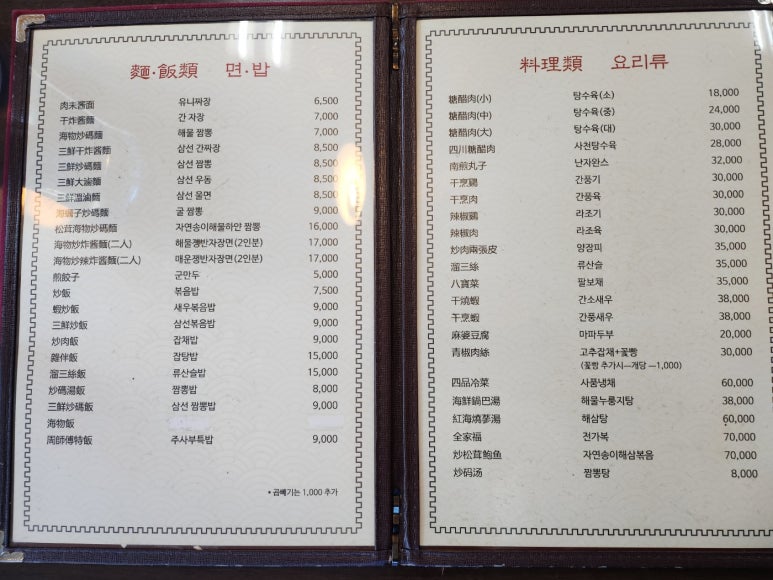 麵·飯類 면·밥
肉末酱面 유니짜장 6,500
干炸酱麵 간 자장 7,000
海物炒碼麵 해물 짬뽕 7,000
三鮮干炸酱麵 삼선 간짜장 8,500
三鮮炒碼麵 삼선 짬뽕 8,500
三鮮大滷麵 삼선 우동 8,500
三鮮溫滷麵 삼선 울면 8,500
海蠣子炒碼麵 굴 짬뽕 9,000
松茸海物炒碼麵 자연송이해물하얀 짬뽕 16,000
海物炒炸酱麵(二人) 해물쟁반자장면(2인분) 17,000
海物炒辣炸酱麵(二人) 매운쟁반자장면(2인분) 17,000
煎餃子 군만두 5,000
炒飯 볶음밥 7,500
蝦炒飯 새우볶음밥 9,000
三鮮炒飯 삼선볶음밥 9,000
炒肉飯 잡채밥 9,000
雜伴飯 잡탕밥 15,000
溜三絲飯 류산슬밥 15,000
炒碼湯飯 짬뽕밥 8,000
三鮮炒碼飯 삼선 짬뽕밥 9,000
海物飯
周師傅特飯 주사부특밥 9,000
* 곱빼기는 1,000 추가
料理類 요리류
糖醋肉(小) 탕수육(소) 18,000
糖醋肉(中) 탕수육(중) 24,000
糖醋肉(大) 탕수육(대) 30,000
四川糖醋肉 사천탕수육 28,000
南煎丸子 난자완스 32,000
干烹鷄 간풍기 30,000
干烹肉 간풍육 30,000
辣椒鷄 라조기 30,000
辣椒肉 라조육 30,000
炒肉兩張皮 양장피 35,000
溜三絲 류산슬 35,000
八寶菜 팔보채 35,000
干燒蝦 간소새우 38,000
干烹蝦 간풍새우 38,000
麻婆豆腐 마파두부 20,000
青椒肉絲 고추잡채+꽃빵 30,000
(꽃빵 추가시—개당 —1,000)
四品冷菜 사품냉채 60,000
海鮮鍋巴湯 해물누룽지탕 38,000
紅海燒蔘湯 해삼탕 60,000
全家福 전가복 70,000
炒松茸鮑鱼 자연송이해삼볶음 70,000
炒码汤 짬뽕탕 8,000